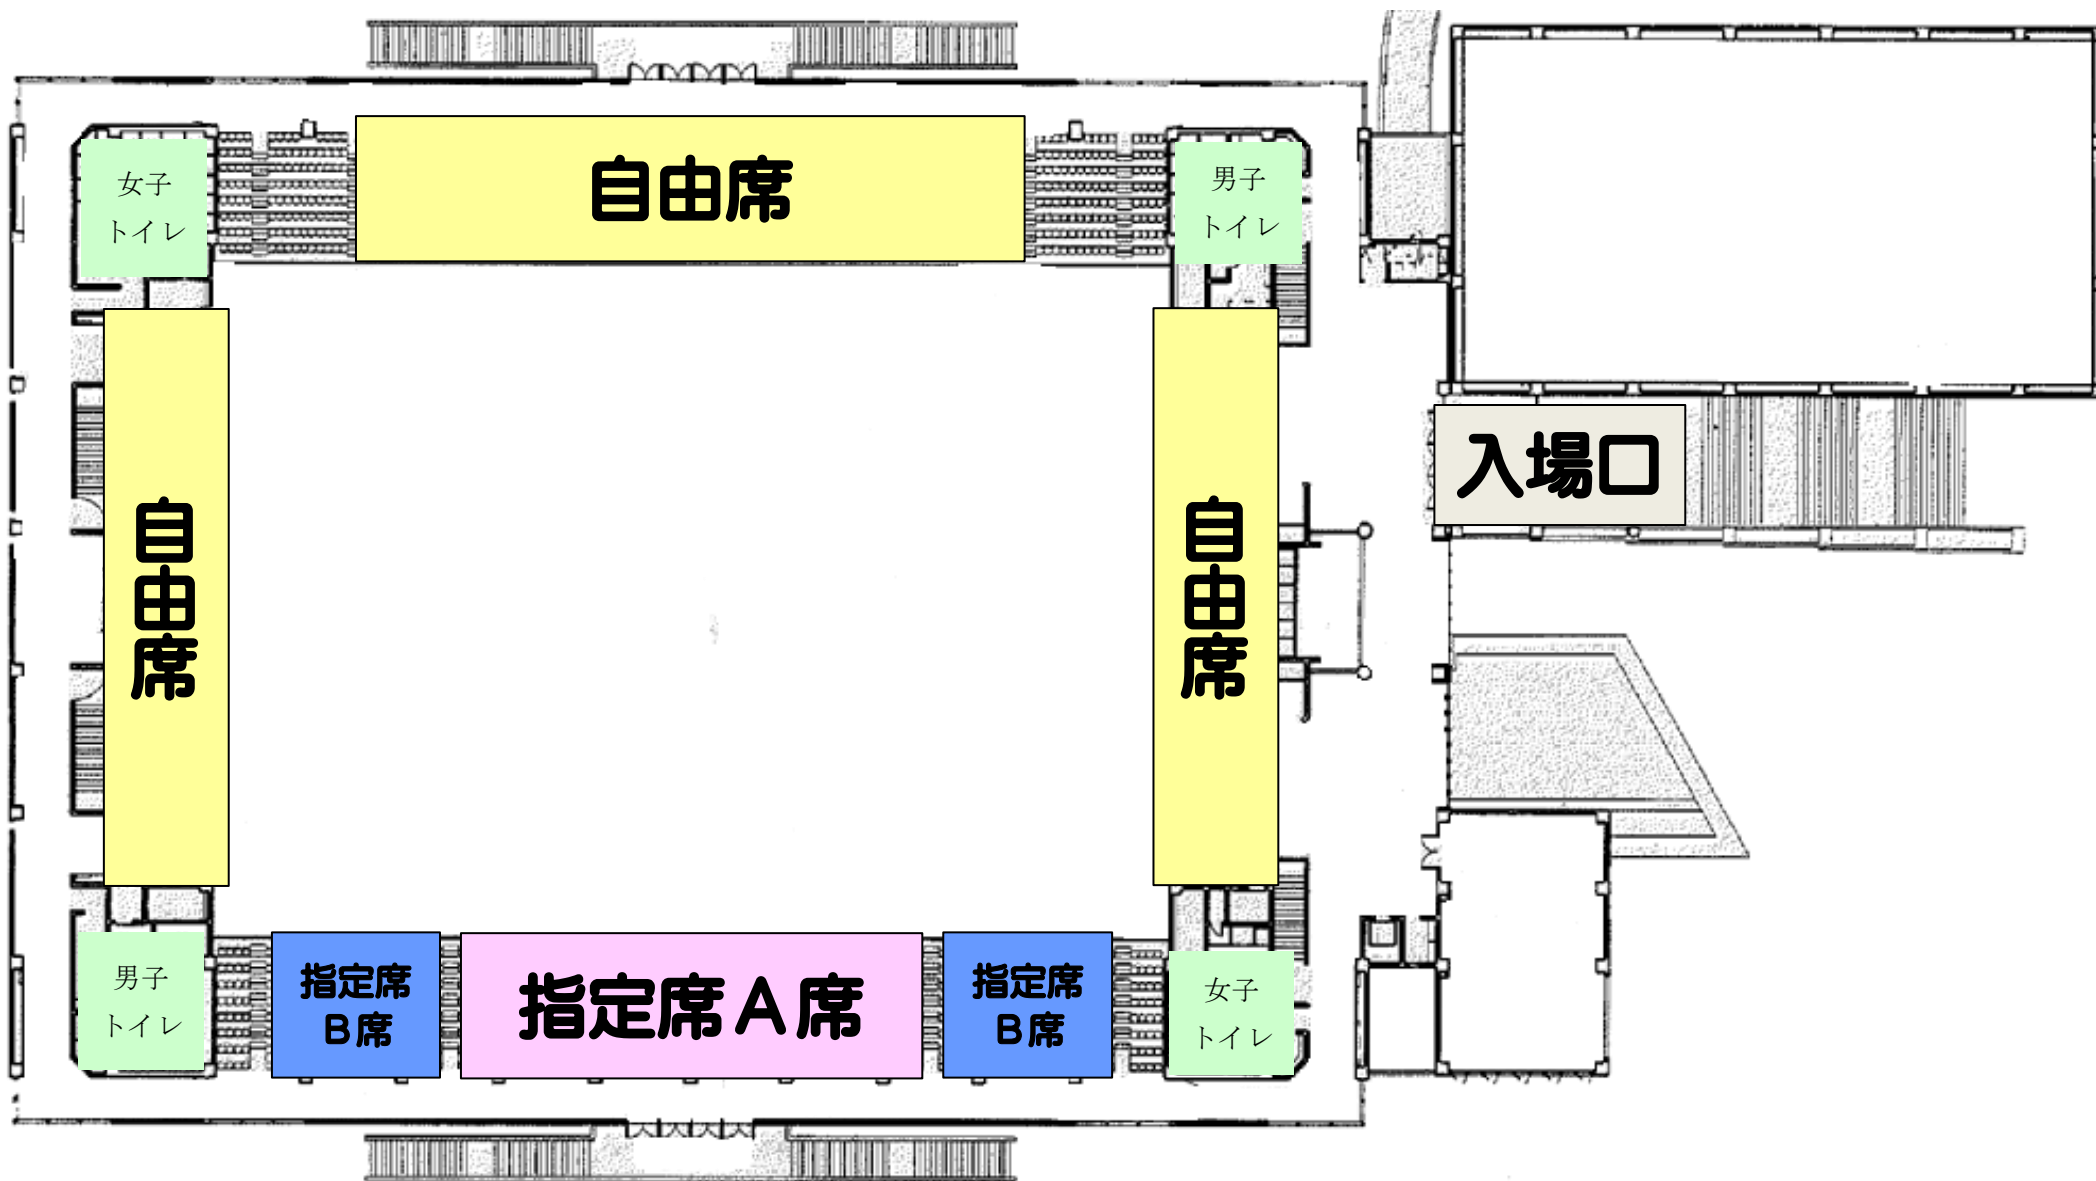 自由席
女子
トイレ
男子
トイレ
入場口
自由席
自由席
指定席
B席
指定席A席
指定席
B席
男子
トイレ
女子
トイレ